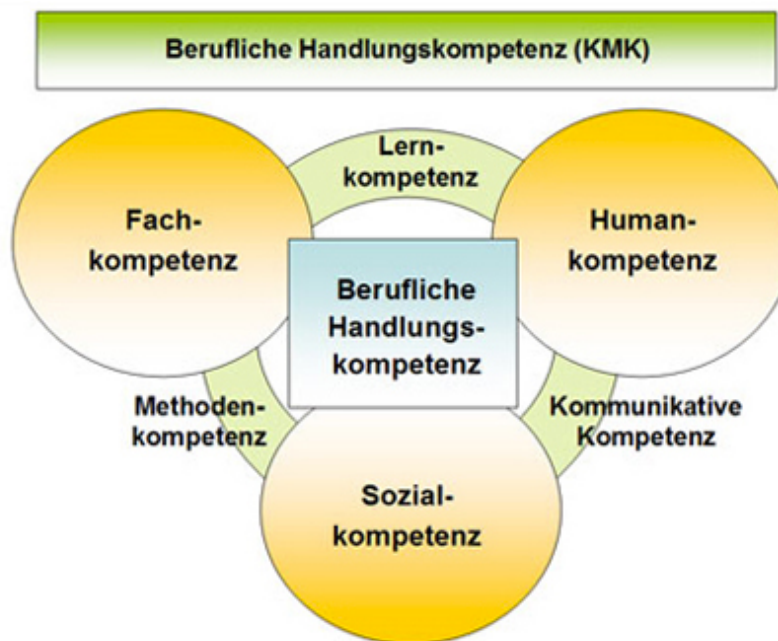 Berufliche Handlungskompetenz (KMK)
Lern-
kompetenz
Fach-
kompetenz
Human-
kompetenz
Berufliche
Handlungs-
kompetenz
Methoden-
kompetenz
Kommunikative
Kompetenz
Sozial-
kompetenz